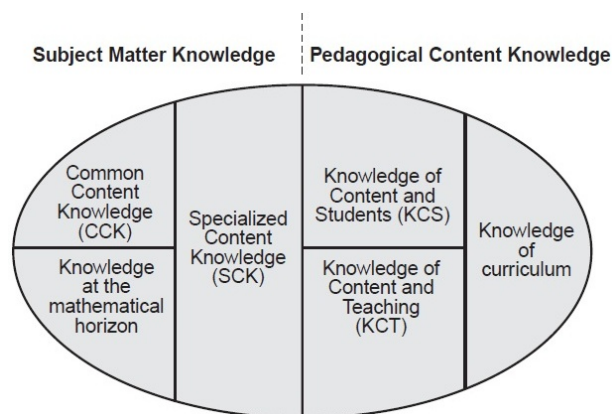 Subject Matter Knowledge
Pedagogical Content Knowledge
Common
Content
Knowledge
(CCK)
Knowledge
at the
mathematical
horizon
Specialized
Content
Knowledge
(SCK)
Knowledge of
Content and
Students (KCS)
Knowledge of
Content and
Teaching
(KCT)
Knowledge
of
curriculum